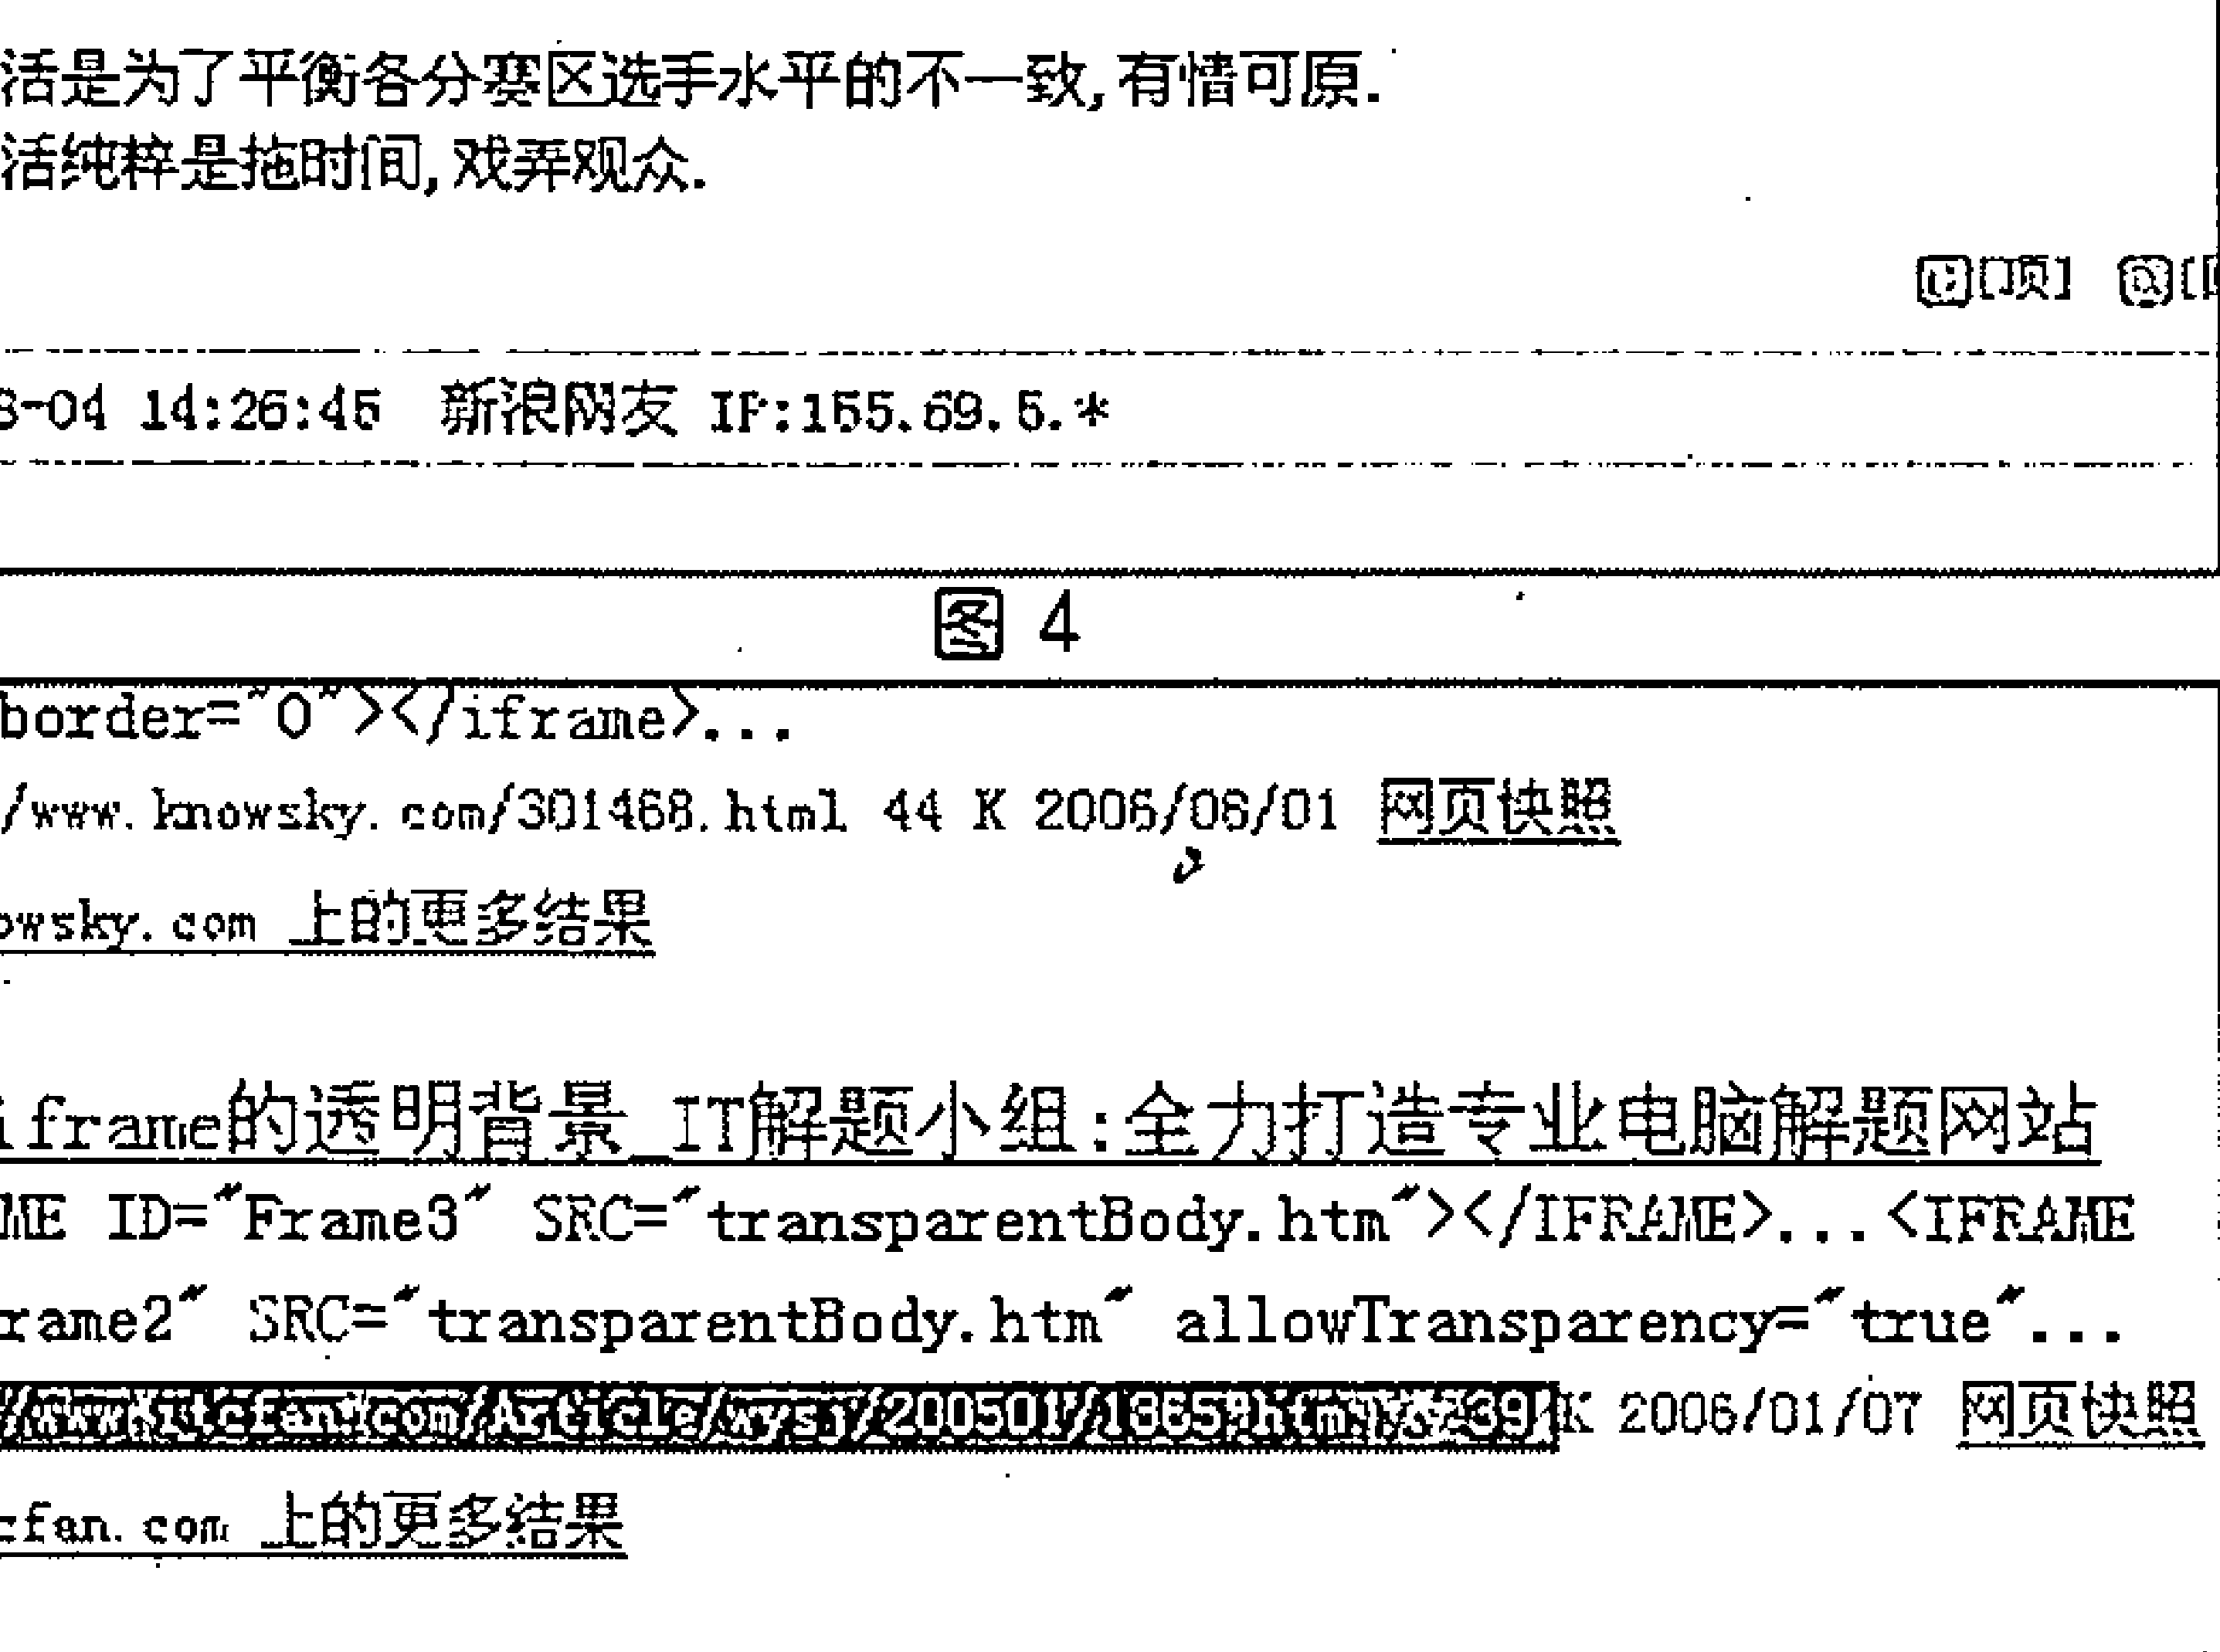 活是为了平衡各分赛区选手水平的不一致,有情可原.
活纯粹是拖时间,戏弄观众.
[顶]
8-04 14:26:45 新浪网友 IP:155.69.5.*
图 4
border="0"></iframe>...
/www.knowsky.com/301468.html 44 K 2006/06/01 网页快照
owsky.com 上的更多结果
iframe的透明背景_IT解题小组:全力打造专业电脑解题网站
ME ID="Frame3" SRC="transparentBody.htm"></IFRAME>...<IFRAME
rame2" SRC="transparentBody.htm" allowTransparency="true"...
K 2006/01/07 网页快照
cfan.com 上的更多结果